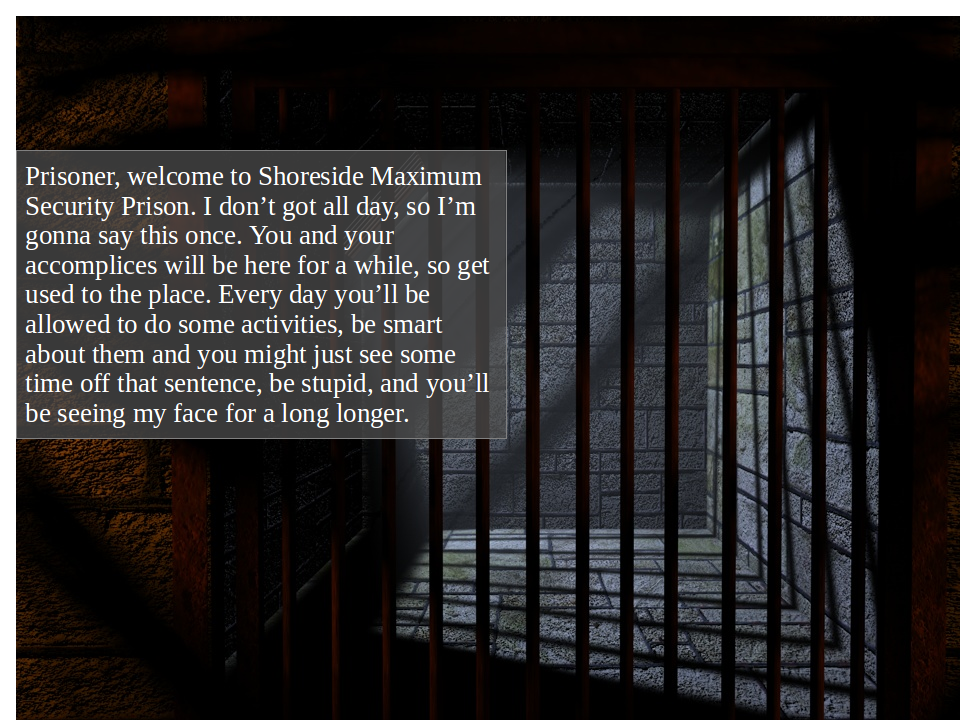 Prisoner, welcome to Shoreside Maximum
Security Prison. I don’t got all day, so I’m
gonna say this once. You and your
accomplices will be here for a while, so get
used to the place. Every day you’ll be
allowed to do some activities, be smart
about them and you might just see some
time off that sentence, be stupid, and you’ll
be seeing my face for a long longer.